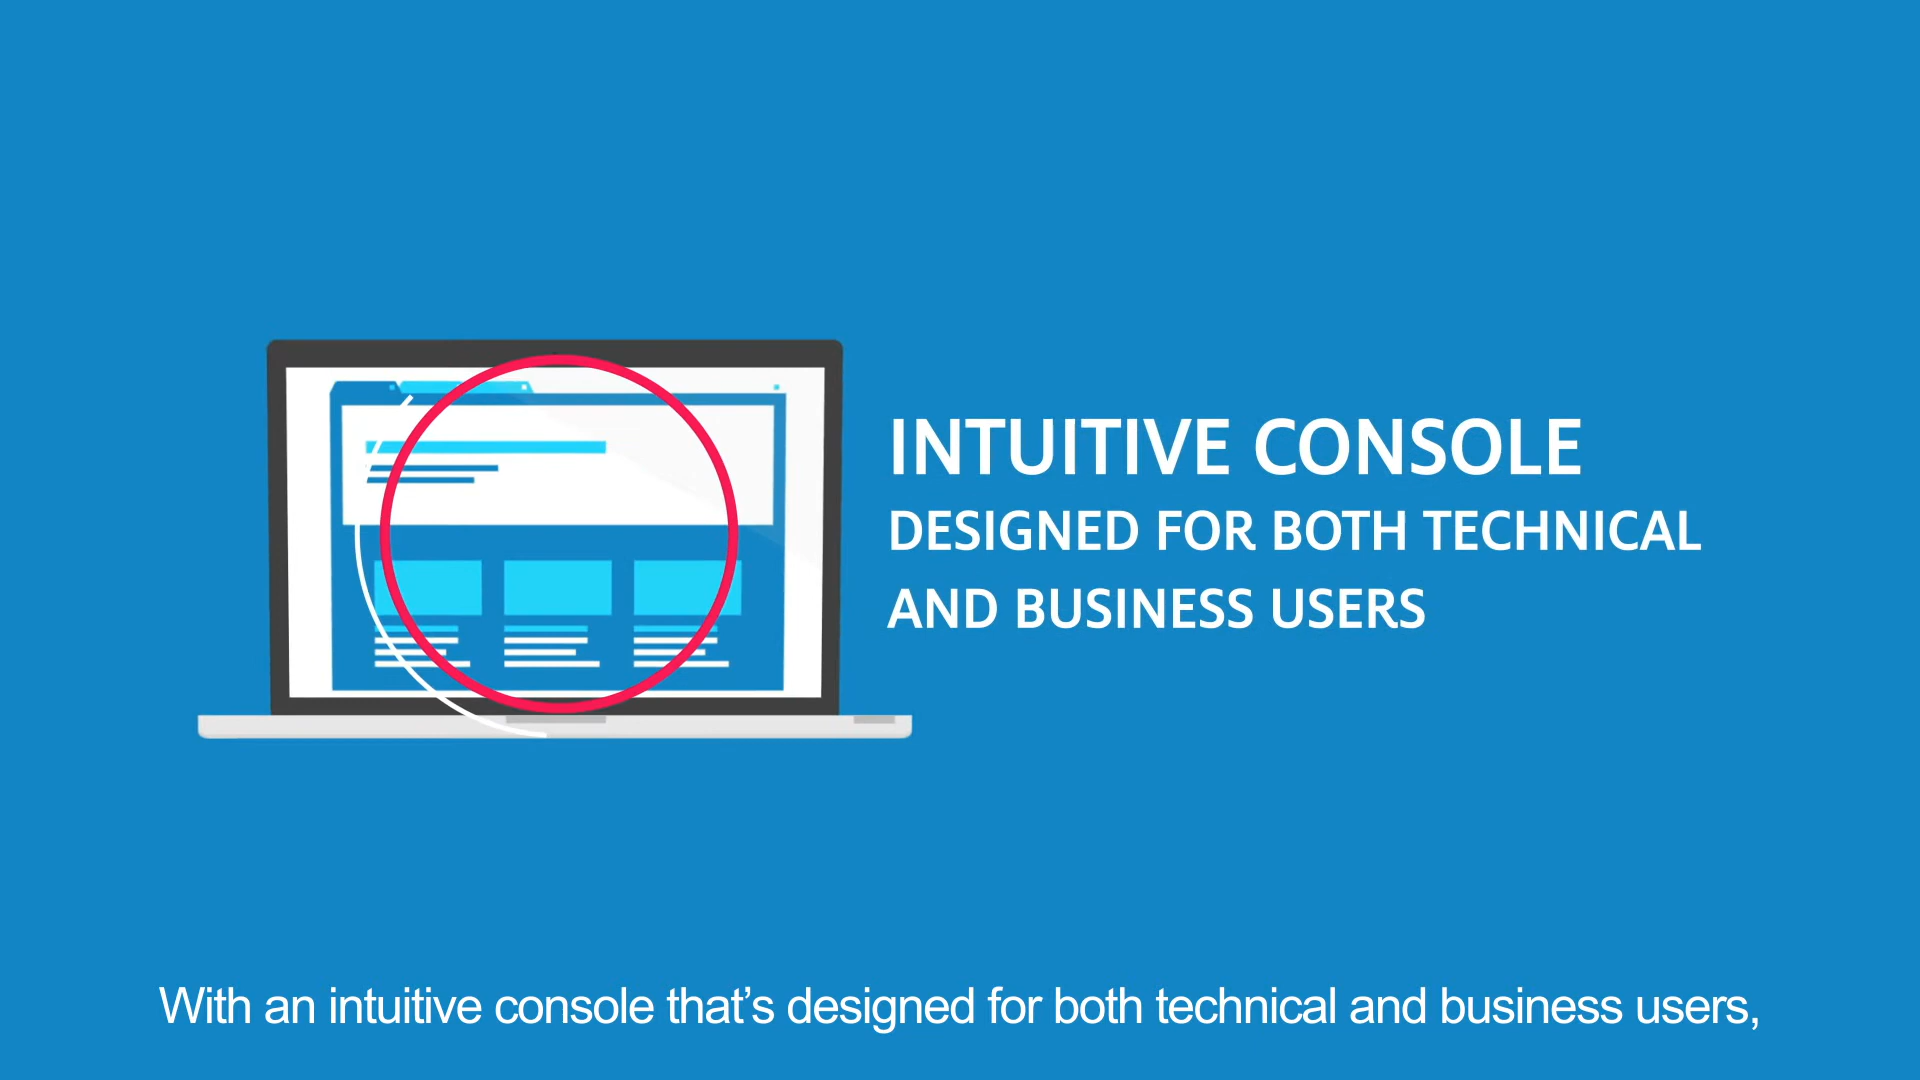 INTUITIVE CONSOLE
DESIGNED FOR BOTH TECHNICAL
AND BUSINESS USERS
With an intuitive console that’s designed for both technical and business users,